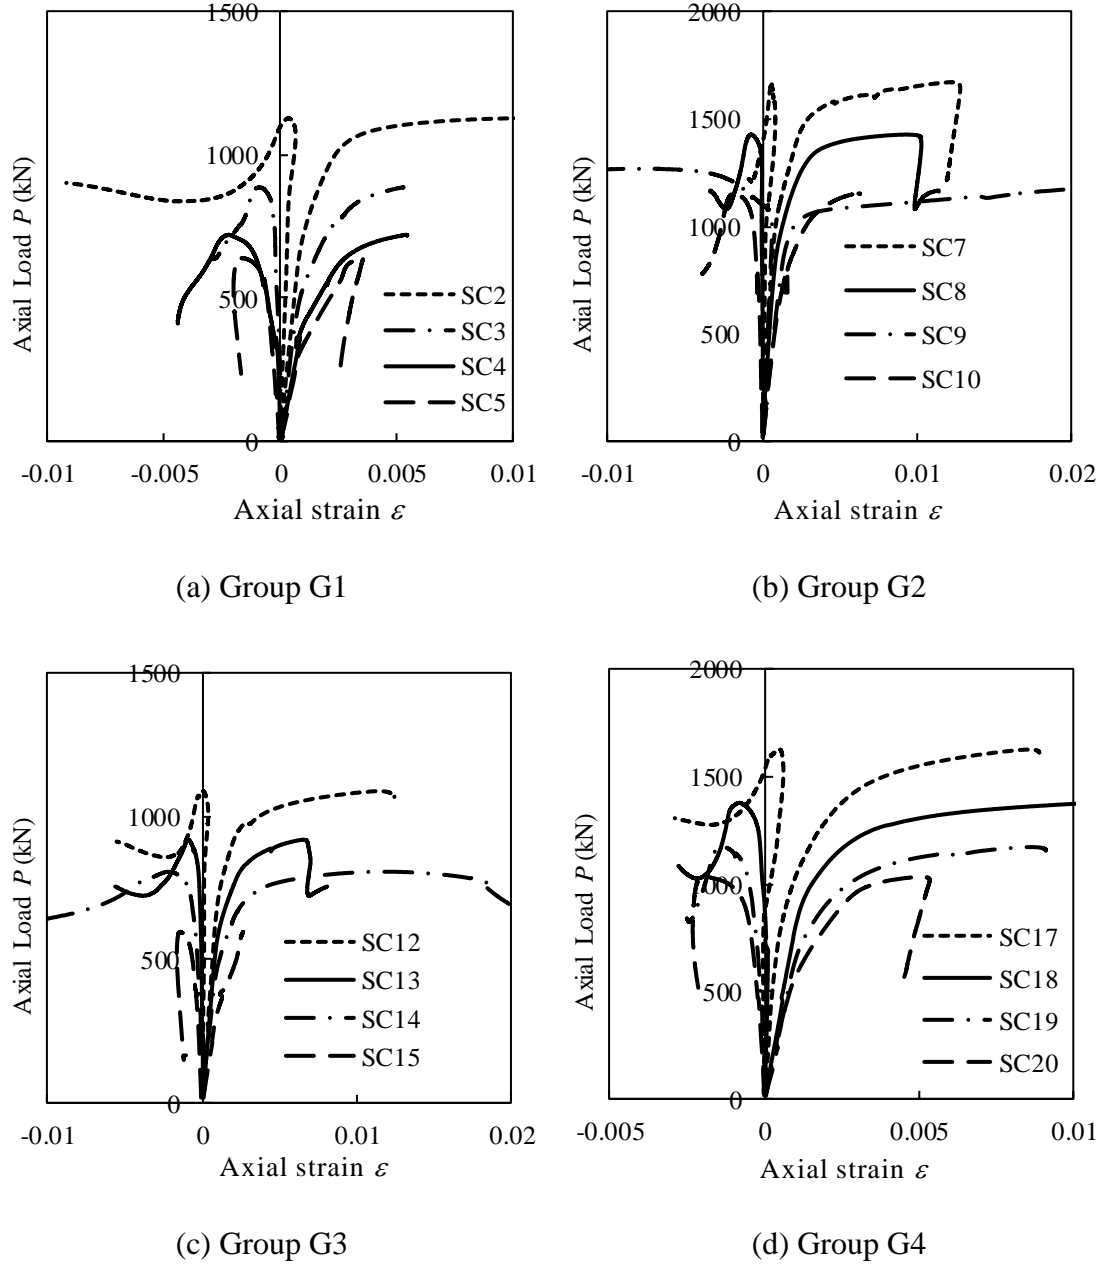 1500
1000
500
0
-0.01
-0.005
0
0.005
0.01
Axial Load P (kN)
Axial strain ε
SC2
SC3
SC4
SC5
(a) Group G1
2000
1500
1000
500
0
-0.01
0
0.01
0.02
Axial Load P (kN)
Axial strain ε
SC7
SC8
SC9
SC10
(b) Group G2
1500
1000
500
0
-0.01
0
0.01
0.02
Axial Load P (kN)
Axial strain ε
SC12
SC13
SC14
SC15
(c) Group G3
2000
1500
1000
500
0
-0.005
0
0.005
0.01
Axial Load P (kN)
Axial strain ε
SC17
SC18
SC19
SC20
(d) Group G4